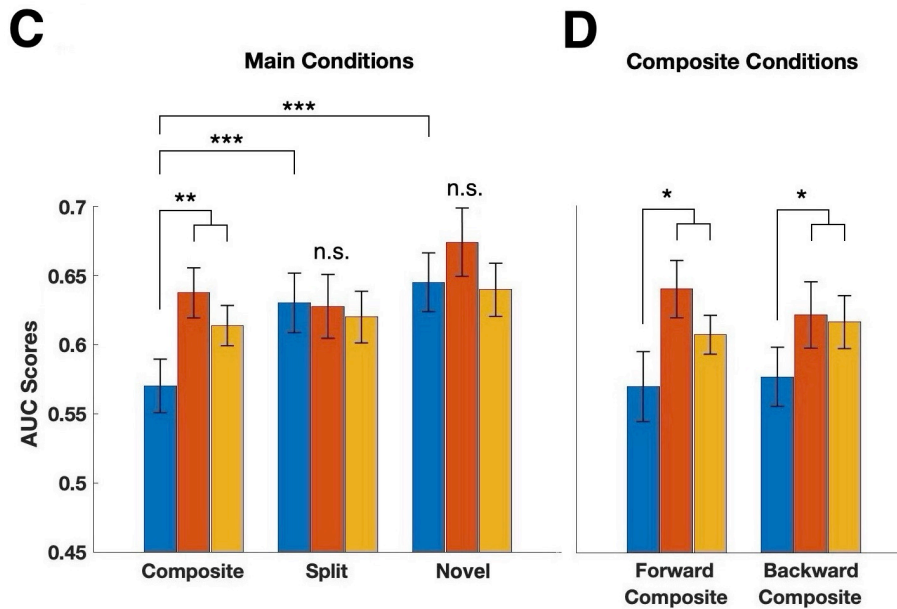 C
Main Conditions
***
***
**
n.s.
n.s.
0.7
0.65
0.6
0.55
0.5
0.45
AUC Scores
Composite
Split
Novel
D
Composite Conditions
*
*
Forward
Composite
Backward
Composite